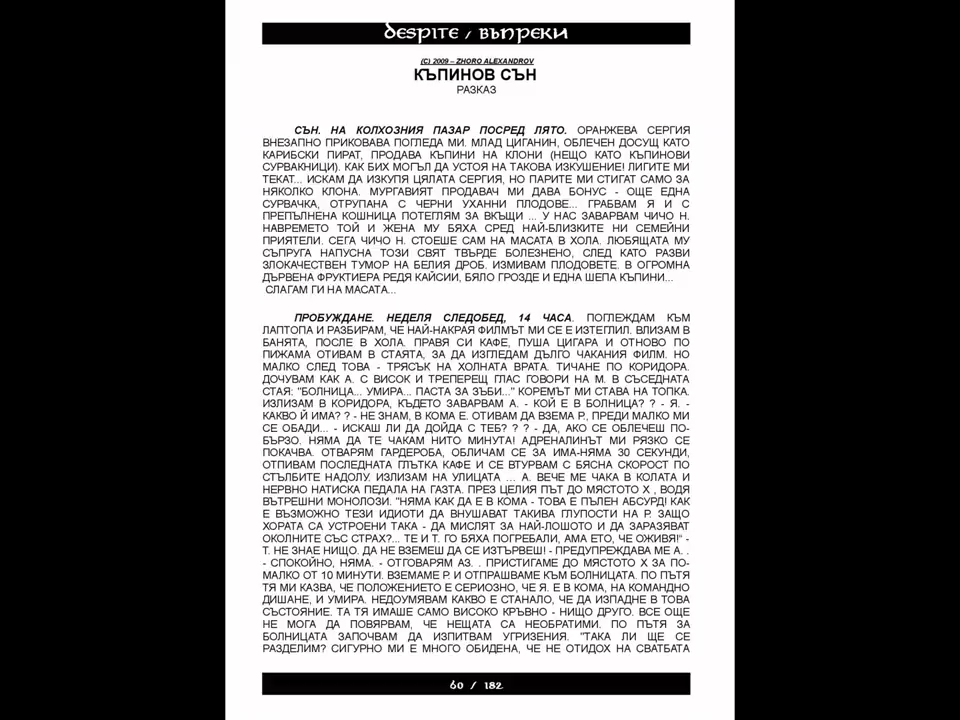 DESPITE / ВЪПРЕКИ
(C) 2009 – ZHORO ALEXANDROV
КЪПИНОВ СЪН
РАЗКАЗ
СЪН. НА КОЛХОЗНИЯ ПАЗАР ПОСРЕД ЛЯТО. ОРАНЖЕВА СЕРГИЯ
ВНЕЗАПНО ПРИКОВАВА ПОГЛЕДА МИ. МЛАД ЦИГАНИН, ОБЛЕЧЕН ДОСУЩ КАТО
КАРИБСКИ ПИРАТ, ПРОДАВА КЪПИНИ НА КЛОНИ (НЕЩО КАТО КЪПИНОВИ
СУРВАКНИЦИ). КАК БИХ МОГЪЛ ДА УСТОЯ НА ТАКОВА ИЗКУШЕНИЕ! ЛИГИТЕ МИ
ТЕКАТ... ИСКАМ ДА ИЗКУПЯ ЦЯЛАТА СЕРГИЯ, НО ПАРИТЕ МИ СТИГАТ САМО ЗА
НЯКОЛКО КЛОНА. МУРГАВИЯТ ПРОДАВАЧ МИ ДАВА БОНУС - ОЩЕ ЕДНА
СУРВАЧКА, ОТРУПАНА С ЧЕРНИ УХАННИ ПЛОДОВЕ... ГРАБВАМ Я И С
ПРЕПЪЛНЕНА КОШНИЦА ПОТЕГЛЯМ ЗА ВКЪЩИ ... У НАС ЗАВАРВАМ ЧИЧО Н.
НАВРЕМЕТО ТОЙ И ЖЕНА МУ БЯХА СРЕД НАЙ-БЛИЗКИТЕ НИ СЕМЕЙНИ
ПРИЯТЕЛИ. СЕГА ЧИЧО Н. СТОЕШЕ САМ НА МАСАТА В ХОЛА. ЛЮБЯЩАТА МУ
СЪПРУГА НАПУСНА ТОЗИ СВЯТ ТВЪРДЕ БОЛЕЗНЕНО, СЛЕД КАТО РАЗВИ
ЗЛОКАЧЕСТВЕН ТУМОР НА БЕЛИЯ ДРОБ. ИЗМИВАМ ПЛОДОВЕТЕ. В ОГРОМНА
ДЪРВЕНА ФРУКТИЕРА РЕДЯ КАЙСИИ, БЯЛО ГРОЗДЕ И ЕДНА ШЕПА КЪПИНИ...
СЛАГАМ ГИ НА МАСАТА...
ПРОБУЖДАНЕ. НЕДЕЛЯ СЛЕДОБЕД, 14 ЧАСА. ПОГЛЕЖДАМ КЪМ
ЛАПТОПА И РАЗБИРАМ, ЧЕ НАЙ-НАКРАЯ ФИЛМЪТ МИ СЕ Е ИЗТЕГЛИЛ. ВЛИЗАМ В
БАНЯТА, ПОСЛЕ В ХОЛА. ПРАВЯ СИ КАФЕ, ПУША ЦИГАРА И ОТНОВО ПО
ПИЖАМА ОТИВАМ В СТАЯТА, ЗА ДА ИЗГЛЕДАМ ДЪЛГО ЧАКАНИЯ ФИЛМ. НО
МАЛКО СЛЕД ТОВА - ТРЯСЪК НА ХОЛНАТА ВРАТА. ТИЧАНЕ ПО КОРИДОРА.
ДОЧУВАМ КАК А. С ВИСОК И ТРЕПЕРЕЩ ГЛАС ГОВОРИ НА М. В СЪСЕДНАТА
СТАЯ: "БОЛНИЦА... УМИРА... ПАСТА ЗА ЗЪБИ..." КОРЕМЪТ МИ СТАВА НА ТОПКА.
ИЗЛИЗАМ В КОРИДОРА, КЪДЕТО ЗАВАРВАМ А. - КОЙ Е В БОЛНИЦА? ? - Я. -
КАКВО Й ИМА? ? - НЕ ЗНАМ, В КОМА Е. ОТИВАМ ДА ВЗЕМА Р., ПРЕДИ МАЛКО МИ
СЕ ОБАДИ... - ИСКАШ ЛИ ДА ДОЙДА С ТЕБ? ? ? - ДА, АКО СЕ ОБЛЕЧЕШ ПО-
БЪРЗО. НЯМА ДА ТЕ ЧАКАМ НИТО МИНУТА! АДРЕНАЛИНЪТ МИ РЯЗКО СЕ
ПОКАЧВА. ОТВАРЯМ ГАРДЕРОБА, ОБЛИЧАМ СЕ ЗА ИМА-НЯМА 30 СЕКУНДИ,
ОТПИВАМ ПОСЛЕДНАТА ГЛЪТКА КАФЕ И СЕ ВТУРВАМ С БЯСНА СКОРОСТ ПО
СТЪЛБИТЕ НАДОЛУ. ИЗЛИЗАМ НА УЛИЦАТА ... А. ВЕЧЕ МЕ ЧАКА В КОЛАТА И
НЕРВНО НАТИСКА ПЕДАЛА НА ГАЗТА. ПРЕЗ ЦЕЛИЯ ПЪТ ДО МЯСТОТО Х , ВОДЯ
ВЪТРЕШНИ МОНОЛОЗИ. "НЯМА КАК ДА Е В КОМА - ТОВА Е ПЪЛЕН АБСУРД! КАК
Е ВЪЗМОЖНО ТЕЗИ ИДИОТИ ДА ВНУШАВАТ ТАКИВА ГЛУПОСТИ НА Р. ЗАЩО
ХОРАТА СА УСТРОЕНИ ТАКА - ДА МИСЛЯТ ЗА НАЙ-ЛОШОТО И ДА ЗАРАЗЯВАТ
ОКОЛНИТЕ СЪС СТРАХ?... ТЕ И Т. ГО БЯХА ПОГРЕБАЛИ, АМА ЕТО, ЧЕ ОЖИВЯ!“ -
Т. НЕ ЗНАЕ НИЩО. ДА НЕ ВЗЕМЕШ ДА СЕ ИЗТЪРВЕШ! - ПРЕДУПРЕЖДАВА МЕ А. .
- СПОКОЙНО, НЯМА. - ОТГОВАРЯМ АЗ. . ПРИСТИГАМЕ ДО МЯСТОТО Х ЗА ПО-
МАЛКО ОТ 10 МИНУТИ. ВЗЕМАМЕ Р. И ОТПРАШВАМЕ КЪМ БОЛНИЦАТА. ПО ПЪТЯ
ТЯ МИ КАЗВА, ЧЕ ПОЛОЖЕНИЕТО Е СЕРИОЗНО, ЧЕ Я. Е В КОМА, НА КОМАНДНО
ДИШАНЕ, И УМИРА. НЕДОУМЯВАМ КАКВО Е СТАНАЛО, ЧЕ ДА ИЗПАДНЕ В ТОВА
СЪСТОЯНИЕ. ТА ТЯ ИМАШЕ САМО ВИСОКО КРЪВНО - НИЩО ДРУГО. ВСЕ ОЩЕ
НЕ МОГА ДА ПОВЯРВАМ, ЧЕ НЕЩАТА СА НЕОБРАТИМИ. ПО ПЪТЯ ЗА
БОЛНИЦАТА ЗАПОЧВАМ ДА ИЗПИТВАМ УГРИЗЕНИЯ. "ТАКА ЛИ ЩЕ СЕ
РАЗДЕЛИМ? СИГУРНО МИ Е МНОГО ОБИДЕНА, ЧЕ НЕ ОТИДОХ НА СВАТБАТА
60 / 182